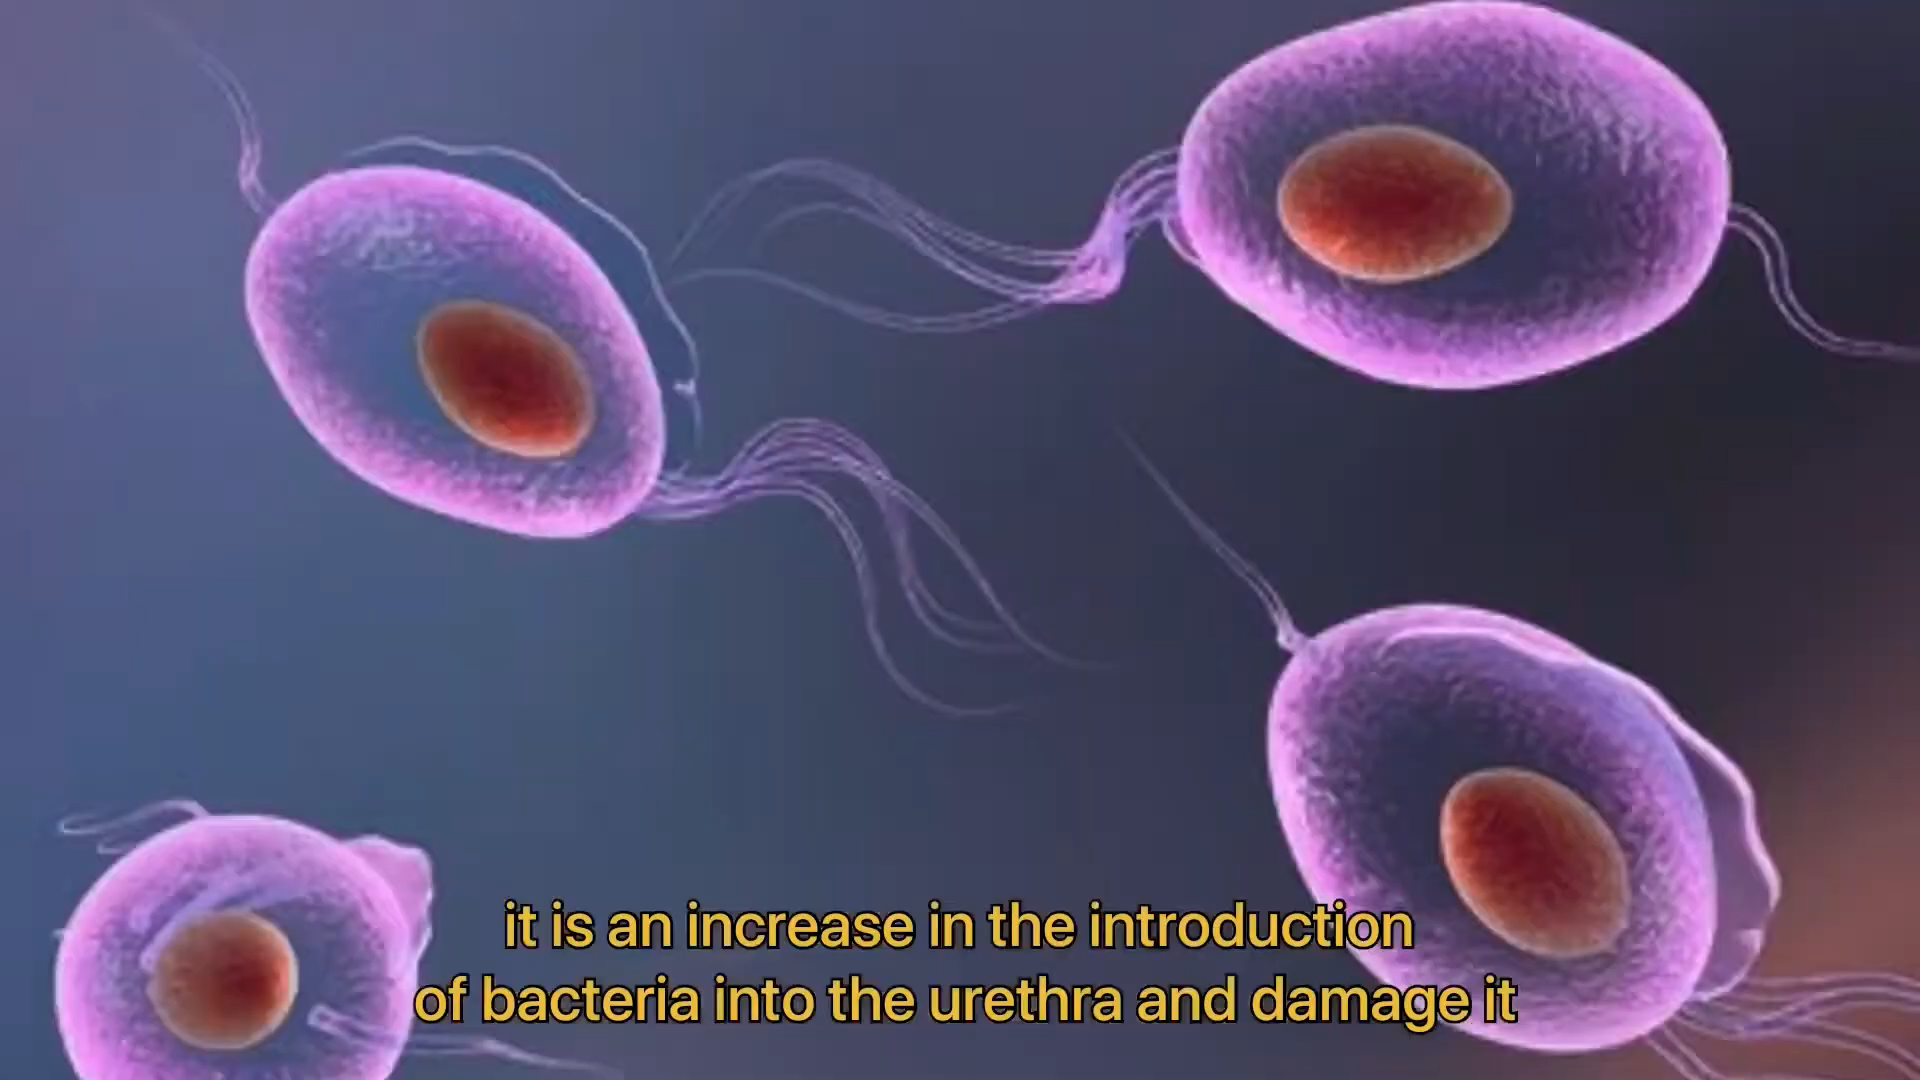 it is an increase in the introduction
of bacteria into the urethra and damage it